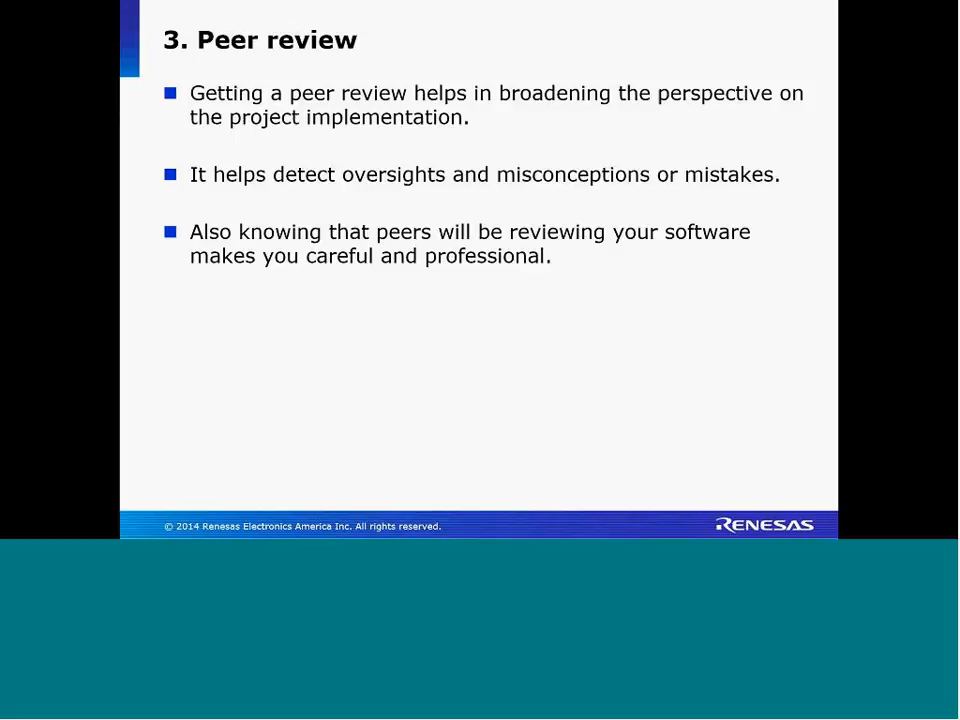 3. Peer review
Getting a peer review helps in broadening the perspective on
the project implementation.
It helps detect oversights and misconceptions or mistakes.
Also knowing that peers will be reviewing your software
makes you careful and professional.
© 2014 Renesas Electronics America Inc. All rights reserved.
RENESAS